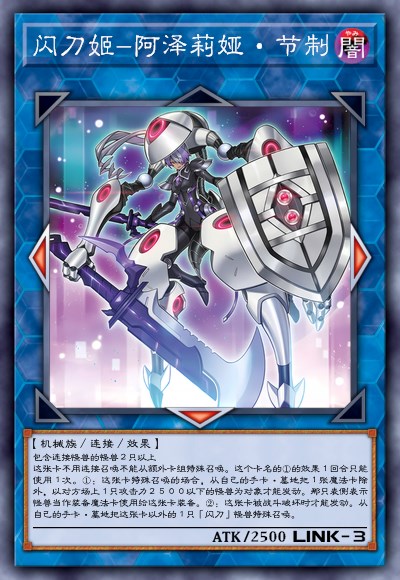 闪刀姬-阿泽莉娅·节制
やみ
闇
【机械族／连接／效果】
包含连接怪兽的怪兽2只以上
这张卡不用连接召唤不能从额外卡组特殊召唤。这个卡名的①的效果1回合只能
使用1次。①：这张卡特殊召唤的场合，从自己的手卡·墓地把1张魔法卡除
外，以对方场上1只攻击力2500以下的怪兽为对象才能发动。那只表侧表示
怪兽当作装备魔法卡使用给这张卡装备。②：这张卡被战斗破坏时才能发动。从
自己的手卡·墓地把这张卡以外的1只「闪刀」怪兽特殊召唤。
ATK/2500 LINK-3